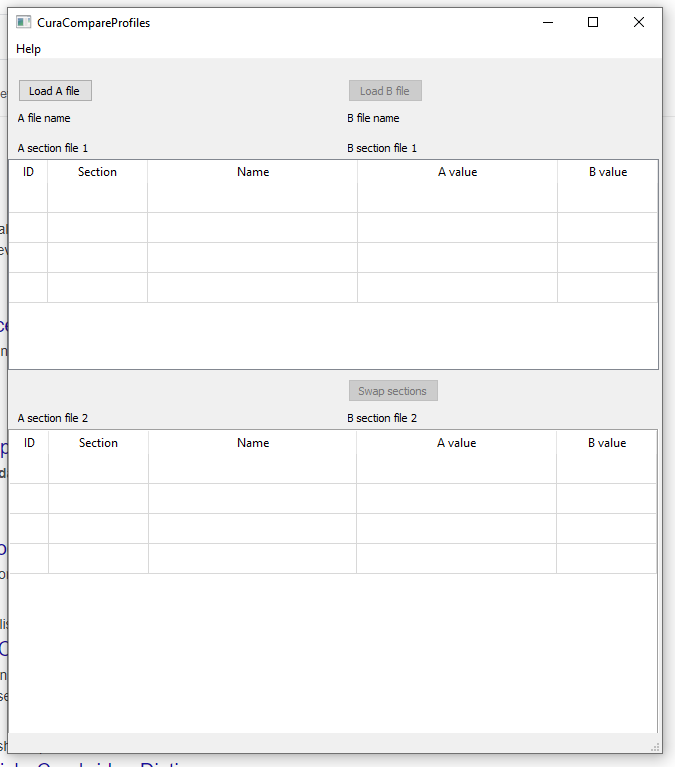 CuraCompareProfiles
Help
Load A file Load B file
A file name B file name
A section file 1 B section file 1
ID Section Name A value B value
Swap sections
A section file 2 B section file 2
ID Section Name A value B value